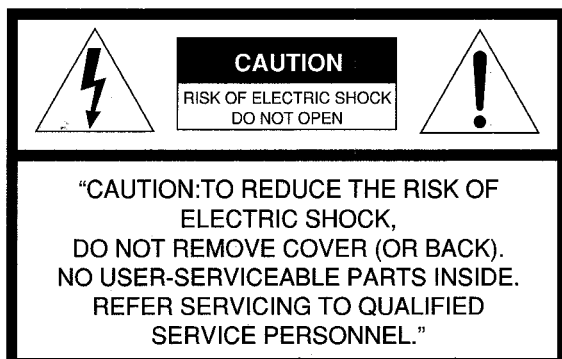 CAUTION
RISK OF ELECTRIC SHOCK
DO NOT OPEN
!
“CAUTION:TO REDUCE THE RISK OF
ELECTRIC SHOCK,
DO NOT REMOVE COVER (OR BACK).
NO USER-SERVICEABLE PARTS INSIDE.
REFER SERVICING TO QUALIFIED
SERVICE PERSONNEL.”